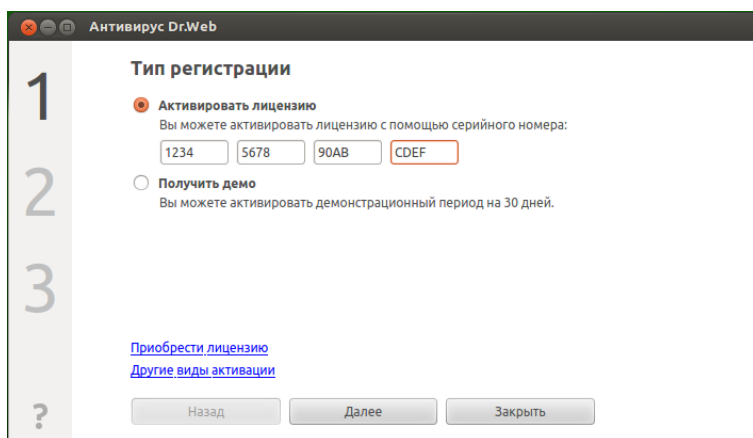 Антивирус Dr.Web
1
2
3
?
Тип регистрации
Активировать лицензию
Вы можете активировать лицензию с помощью серийного номера:
1234 5678 90AB CDEF
Получить демо
Вы можете активировать демонстрационный период на 30 дней.
Приобрести лицензию
Другие виды активации
Назад Далее Закрыть